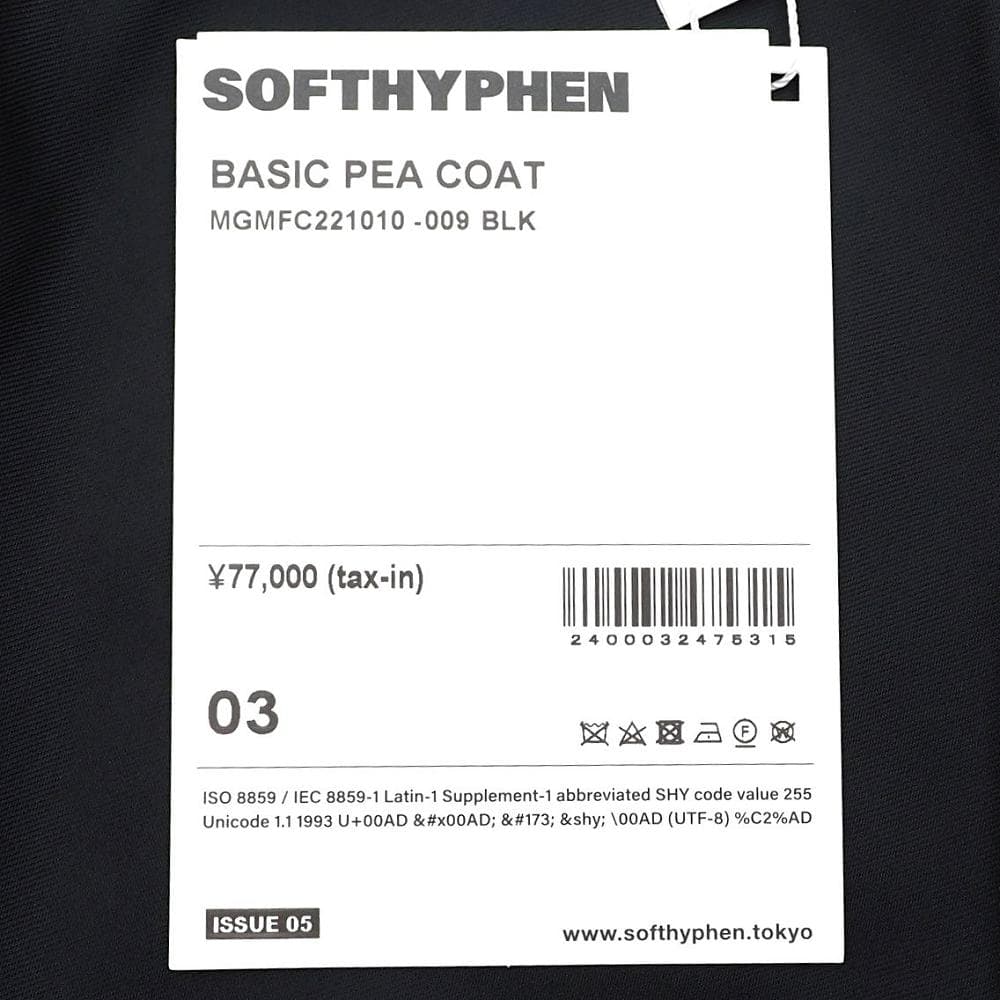 SOFTHYPHEN
BASIC PEA COAT
MGMFC221010 -009 BLK
¥77,000 (tax-in)
2400032475315
03
F
W
ISO 8859 / IEC 8859-1 Latin-1 Supplement-1 abbreviated SHY code value 255
Unicode 1.1 1993 U+00AD &#x00AD; &#173; &shy; \00AD (UTF-8) %C2%AD
ISSUE 05
www.softhyphen.tokyo